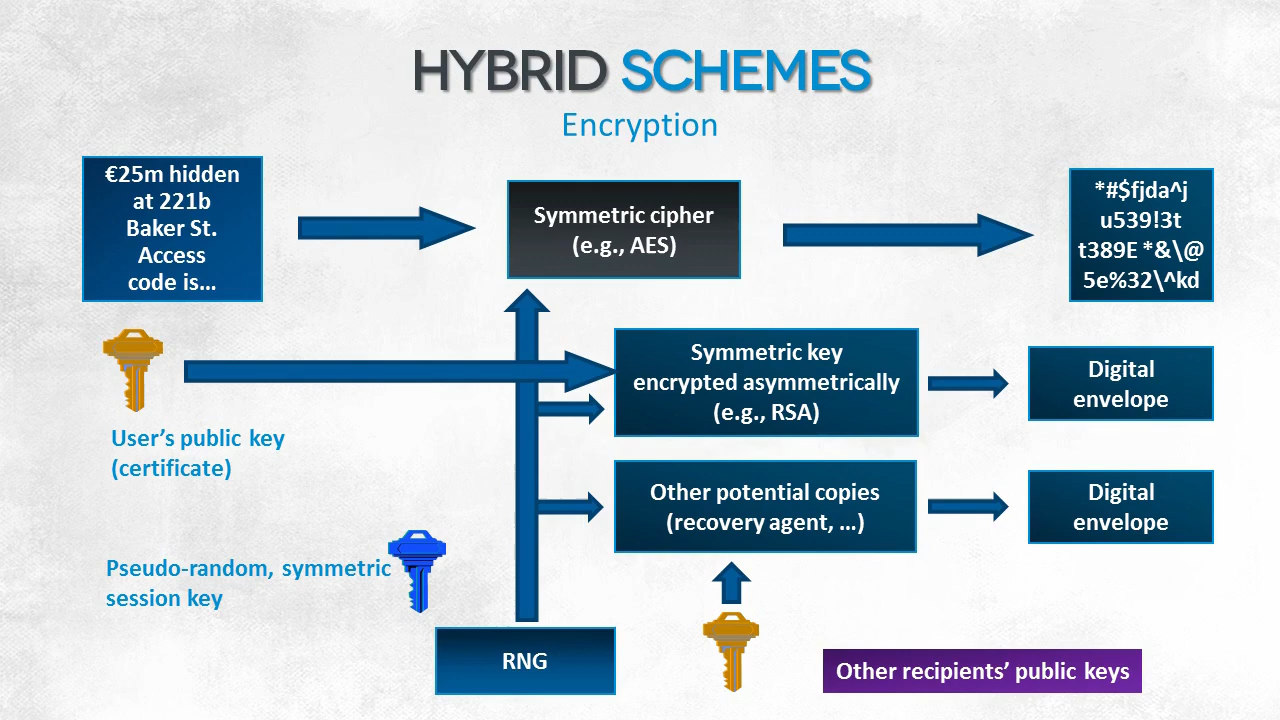 HYBRID SCHEMES
Encryption
€25m hidden
at 221b
Baker St.
Access
code is...
Symmetric cipher
(e.g., AES)
*#$fjda^j
u539!3t
t389E *&\@
5e%32\^kd
Symmetric key
encrypted asymmetrically
(e.g., RSA)
Digital
envelope
User's public key
(certificate)
Other potential copies
(recovery agent, ...)
Digital
envelope
Pseudo-random, symmetric
session key
RNG
Other recipients' public keys